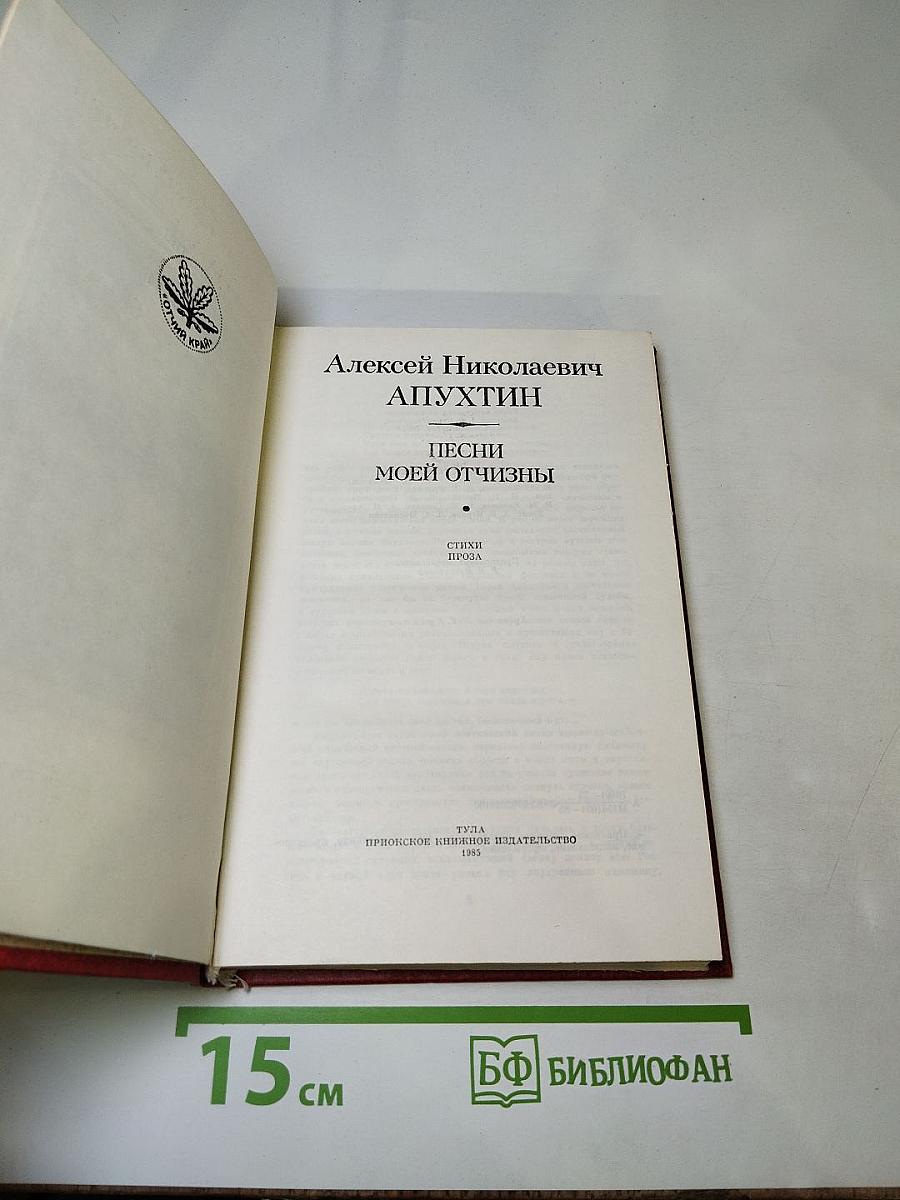 «ОТЧИЙ КРАЙ»
Алексей Николаевич
АПУХТИН
ПЕСНИ
МОЕЙ ОТЧИЗНЫ
СТИХИ
ПРОЗА
ТУЛА
ПРИОКСКОЕ КНИЖНОЕ ИЗДАТЕЛЬСТВО
1985
15 см
БФ БИБЛИОФАН